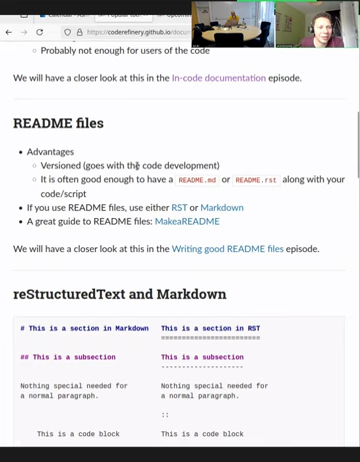 https://coderefinery.github.io/docu
Probably not enough for users of the code
We will have a closer look at this in the In-code documentation episode.
README files
Advantages
Versioned (goes with the code development)
It is often good enough to have a README.md or README.rst along with your
code/script
If you use README files, use either RST or Markdown
A great guide to README files: MakeaREADME
We will have a closer look at this in the Writing good README files episode.
reStructuredText and Markdown
# This is a section in Markdown   This is a section in RST
========================
## This is a subsection   This is a subsection
--------------------
Nothing special needed for   Nothing special needed for
a normal paragraph.   a normal paragraph.
::
This is a code block   This is a code block